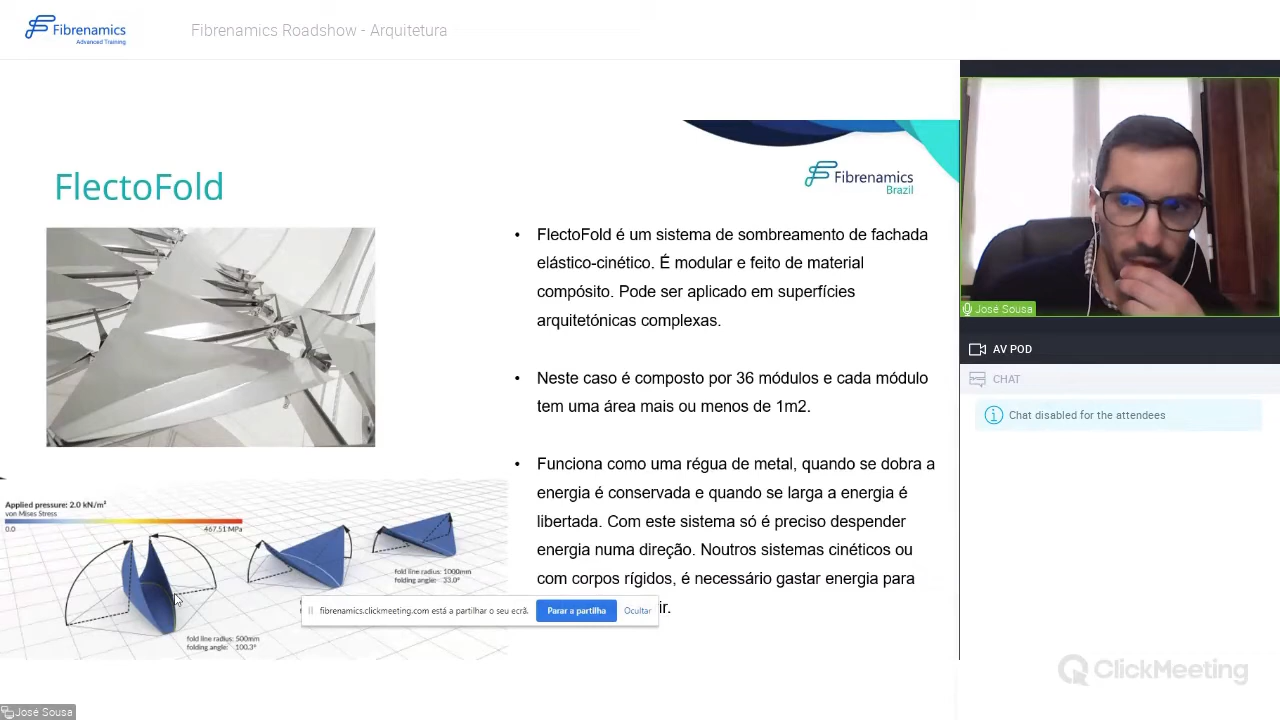 Fibrenamics
Advanced Training
Fibrenamics Roadshow - Arquitetura
FlectoFold
Fibrenamics
Brazil
• FlectoFold é um sistema de sombreamento de fachada
elástico-cinético. É modular e feito de material
compósito. Pode ser aplicado em superfícies
arquitetónicas complexas.
• Neste caso é composto por 36 módulos e cada módulo
tem uma área mais ou menos de 1m2.
• Funciona como uma régua de metal, quando se dobra a
energia é conservada e quando se larga a energia é
libertada. Com este sistema só é preciso despender
energia numa direção. Noutros sistemas cinéticos ou
com corpos rígidos, é necessário gastar energia para
ir.
Applied pressure: 2.0 kN/m²
von Mises Stress
0.0 467.51 MPa
fold line radius: 1000mm
folding angle: 33.0°
fold line radius: 500mm
folding angle: 100.3°
fibrenamics.clickmeeting.com está a partilhar o seu ecrã.
Parar a partilha
Ocultar
José Sousa
AV POD
CHAT
Chat disabled for the attendees
ClickMeeting
José Sousa